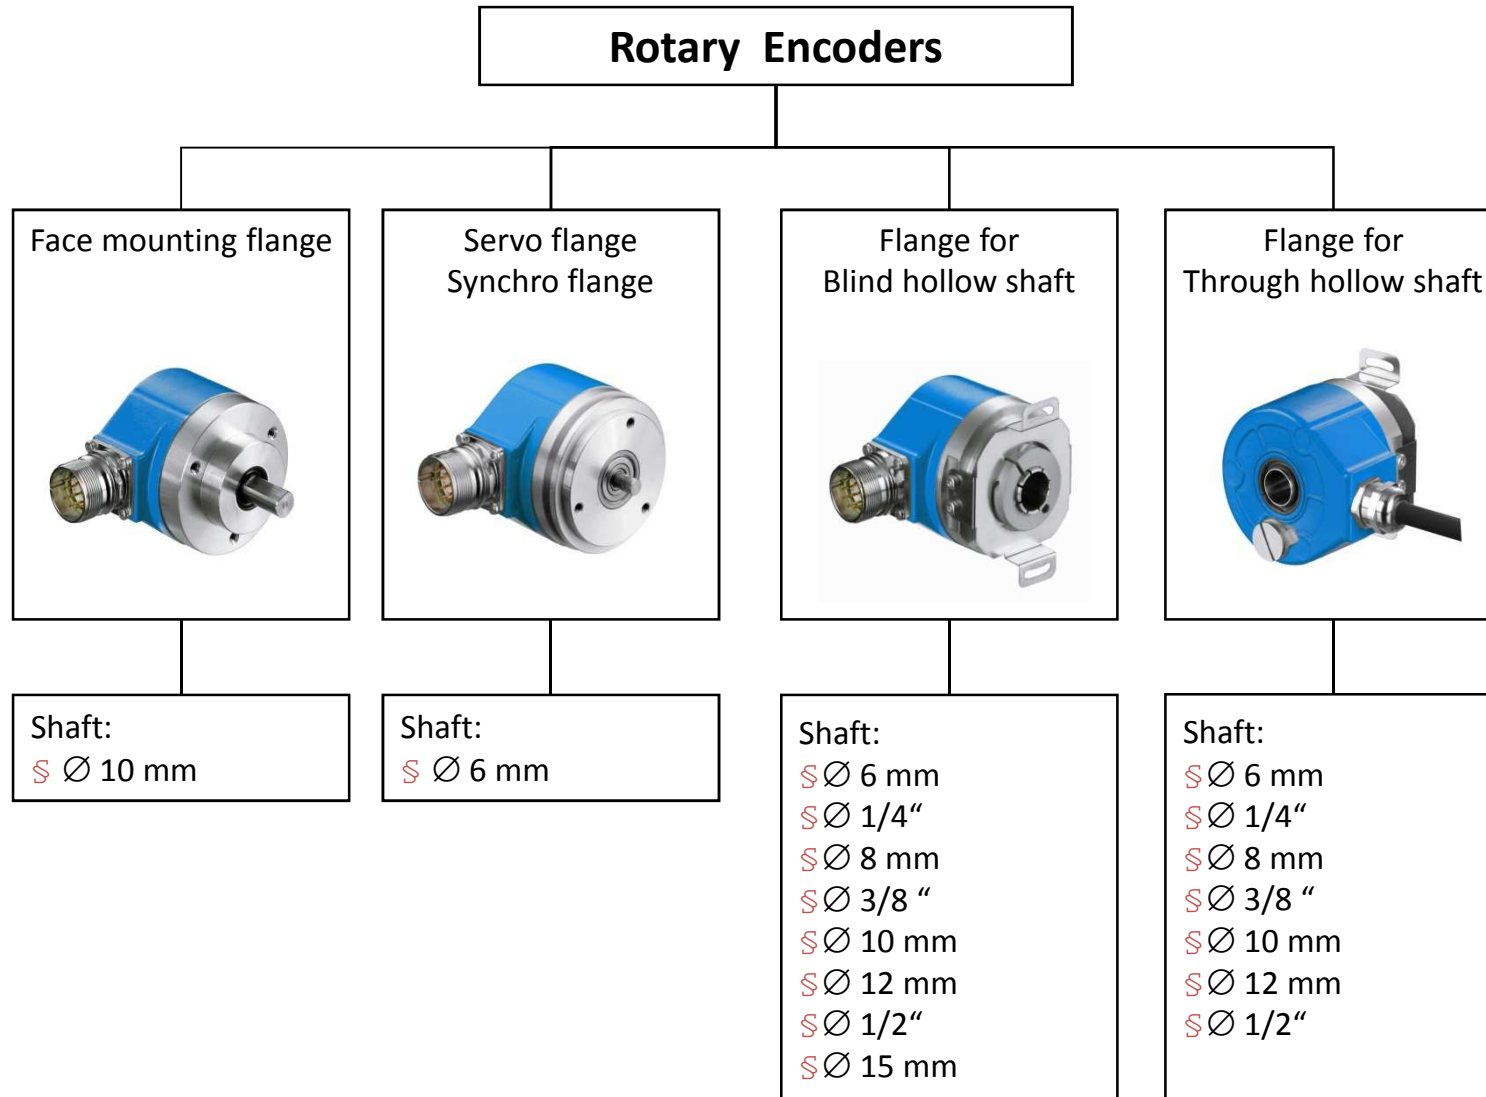 Rotary  Encoders
Face mounting flange
Servo flange
Synchro flange
Flange for
Blind hollow shaft
Flange for
Through hollow shaft
Shaft:
§ ∅ 10 mm
Shaft:
§ ∅ 6 mm
Shaft:
§ ∅ 6 mm
§ ∅ 1/4“
§ ∅ 8 mm
§ ∅ 3/8 “
§ ∅ 10 mm
§ ∅ 12 mm
§ ∅ 1/2“
§ ∅ 15 mm
Shaft:
§ ∅ 6 mm
§ ∅ 1/4“
§ ∅ 8 mm
§ ∅ 3/8 “
§ ∅ 10 mm
§ ∅ 12 mm
§ ∅ 1/2“